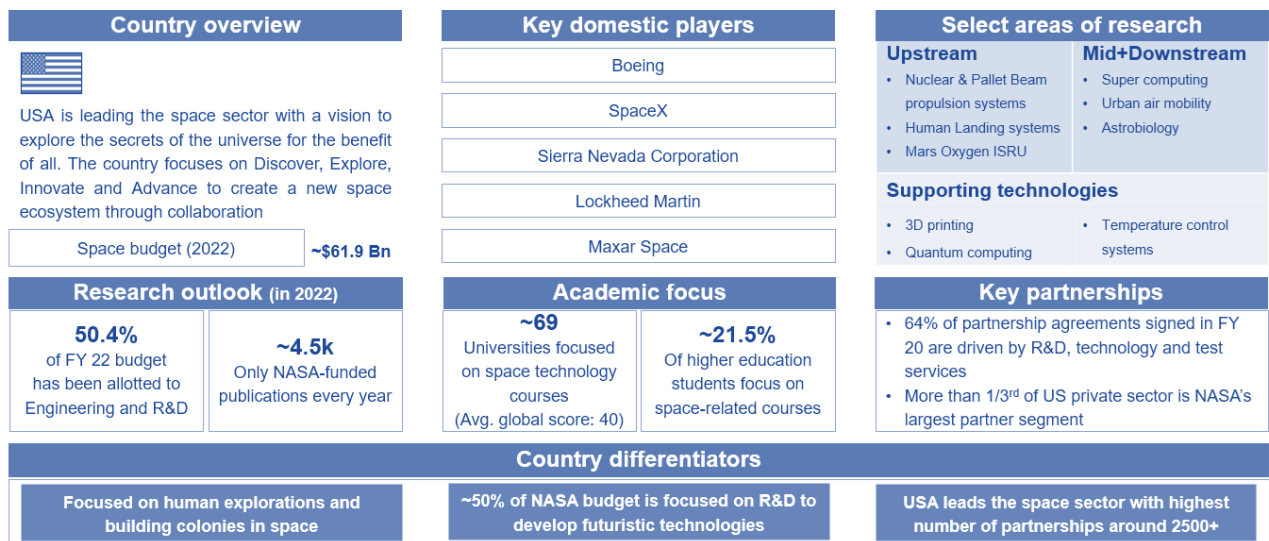 Country overview
USA is leading the space sector with a vision to
explore the secrets of the universe for the benefit
of all. The country focuses on Discover, Explore,
Innovate and Advance to create a new space
ecosystem through collaboration
Space budget (2022)
~$61.9 Bn
Key domestic players
Boeing
SpaceX
Sierra Nevada Corporation
Lockheed Martin
Maxar Space
Select areas of research
Upstream
• Nuclear & Pallet Beam
propulsion systems
• Human Landing systems
• Mars Oxygen ISRU
Mid+Downstream
• Super computing
• Urban air mobility
• Astrobiology
Supporting technologies
• 3D printing
• Quantum computing
• Temperature control
systems
Research outlook (in 2022)
50.4%
of FY 22 budget
has been allotted to
Engineering and R&D
~4.5k
Only NASA-funded
publications every year
Academic focus
~69
Universities focused
on space technology
courses
(Avg. global score: 40)
~21.5%
Of higher education
students focus on
space-related courses
Key partnerships
• 64% of partnership agreements signed in FY
20 are driven by R&D, technology and test
services
• More than 1/3rd of US private sector is NASA's
largest partner segment
Country differentiators
Focused on human explorations and
building colonies in space
~50% of NASA budget is focused on R&D to
develop futuristic technologies
USA leads the space sector with highest
number of partnerships around 2500+